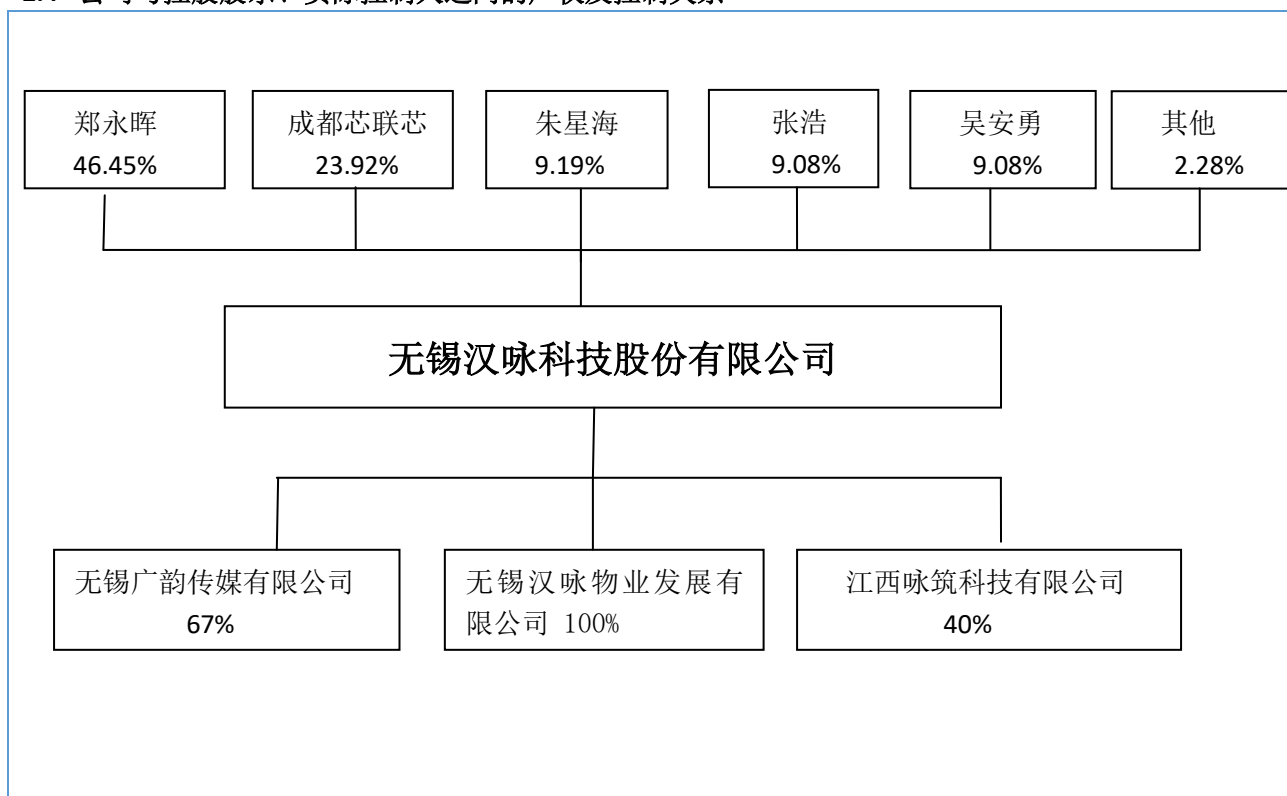 郑永晖
46.45%
成都芯联芯
23.92%
朱星海
9.19%
张浩
9.08%
吴安勇
9.08%
其他
2.28%
无锡汉咏科技股份有限公司
无锡广韵传媒有限公司
67%
无锡汉咏物业发展有
限公司 100%
江西咏筑科技有限公司
40%